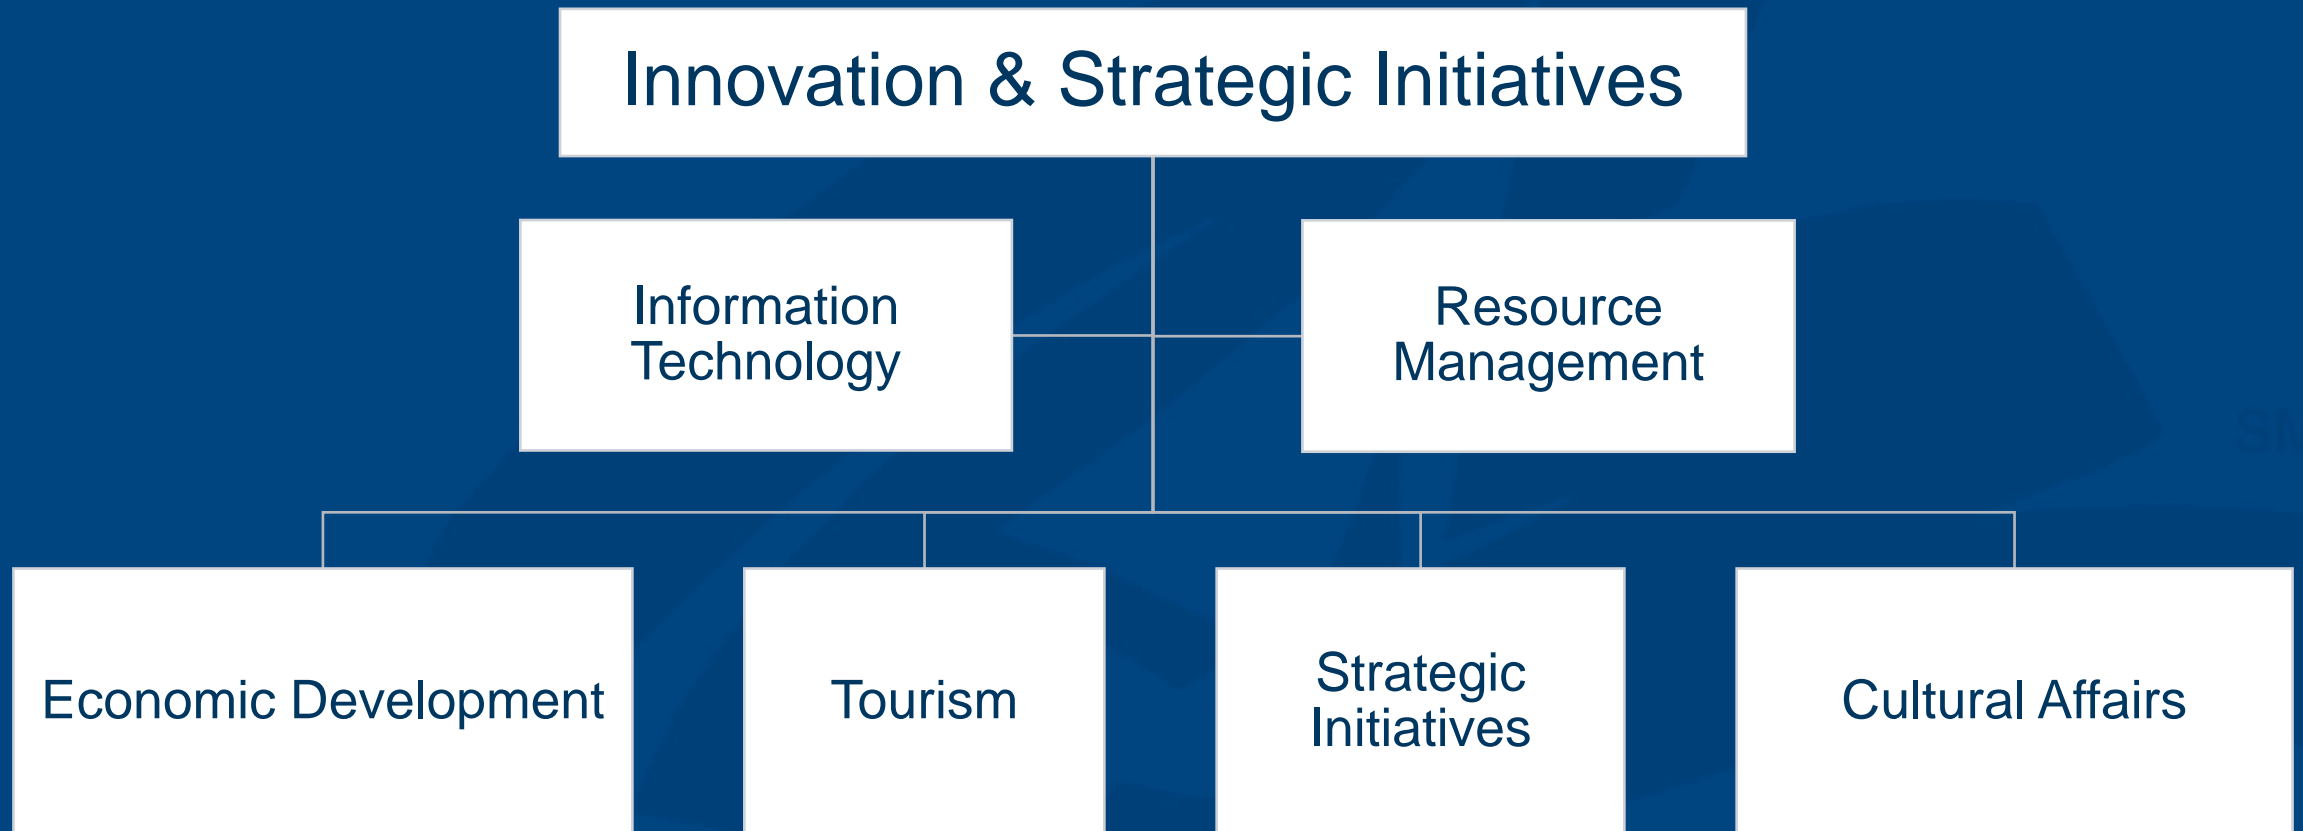 Innovation & Strategic Initiatives
Information
Technology
Resource
Management
Economic Development
Tourism
Strategic
Initiatives
Cultural Affairs